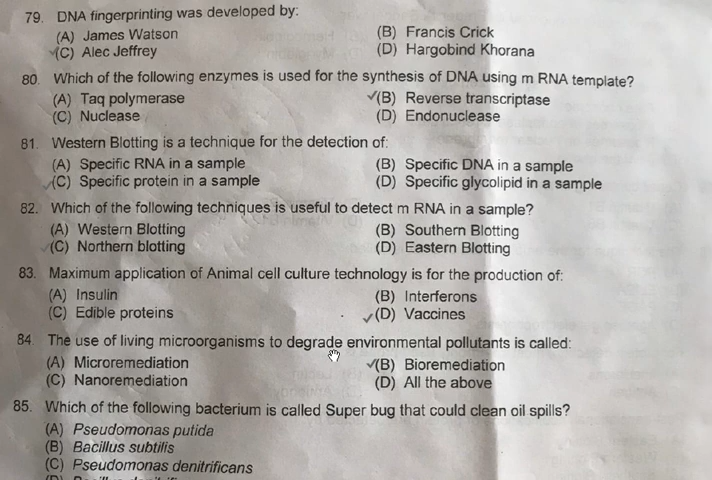 79. DNA fingerprinting was developed by:
(A) James Watson (B) Francis Crick
(C) Alec Jeffrey (D) Hargobind Khorana
80. Which of the following enzymes is used for the synthesis of DNA using m RNA template?
(A) Taq polymerase (B) Reverse transcriptase
(C) Nuclease (D) Endonuclease
81. Western Blotting is a technique for the detection of:
(A) Specific RNA in a sample (B) Specific DNA in a sample
(C) Specific protein in a sample (D) Specific glycolipid in a sample
82. Which of the following techniques is useful to detect m RNA in a sample?
(A) Western Blotting (B) Southern Blotting
(C) Northern blotting (D) Eastern Blotting
83. Maximum application of Animal cell culture technology is for the production of:
(A) Insulin (B) Interferons
(C) Edible proteins (D) Vaccines
84. The use of living microorganisms to degrade environmental pollutants is called:
(A) Microremediation (B) Bioremediation
(C) Nanoremediation (D) All the above
85. Which of the following bacterium is called Super bug that could clean oil spills?
(A) Pseudomonas putida
(B) Bacillus subtilis
(C) Pseudomonas denitrificans